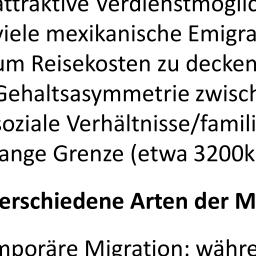 attraktive Verdienstmöglic
viele mexikanische Emigra
um Reisekosten zu decken
Gehaltsasymmetrie zwisch
soziale Verhältnisse/famili
ange Grenze (etwa 3200k
erschiedene Arten der M
mporäre Migration: währe